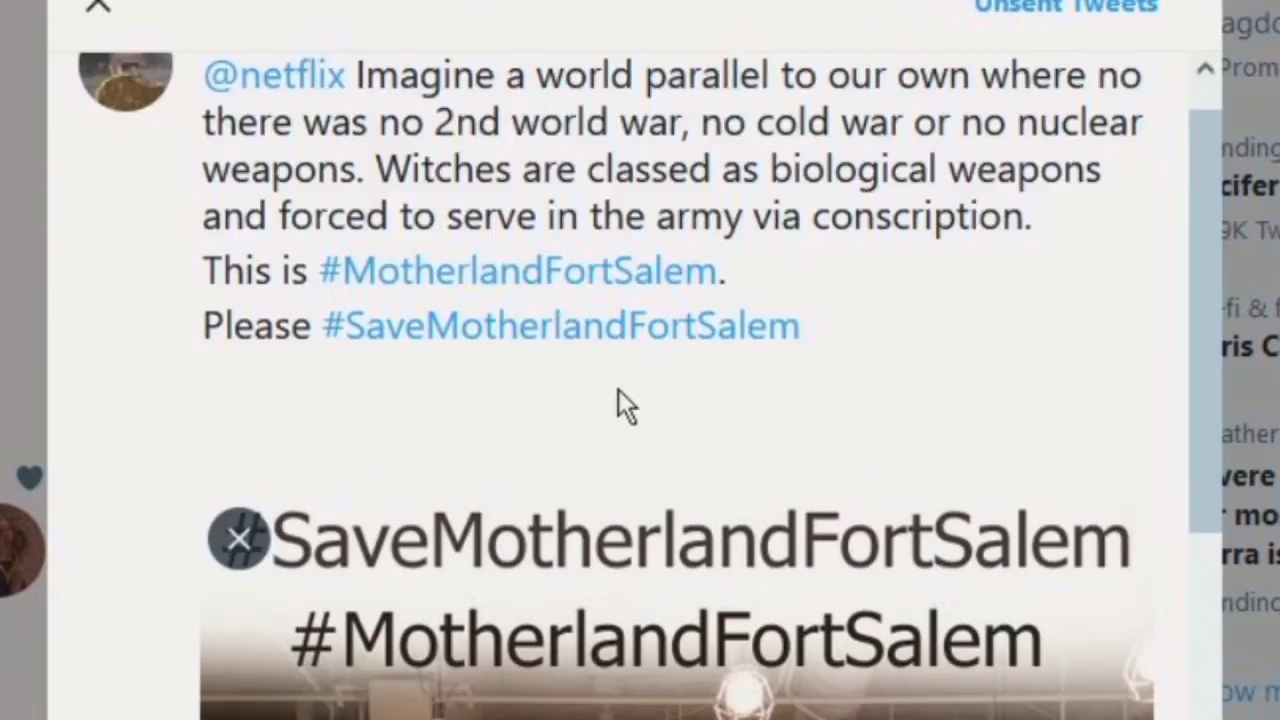 Unsent Tweets
@netflix Imagine a world parallel to our own where no
there was no 2nd world war, no cold war or no nuclear
weapons. Witches are classed as biological weapons
and forced to serve in the army via conscription.
This is #MotherlandFortSalem.
Please #SaveMotherlandFortSalem
#SaveMotherlandFortSalem
#MotherlandFortSalem